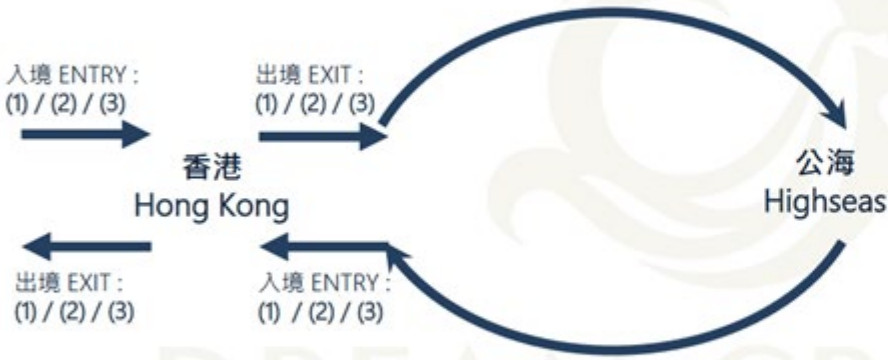 入境 ENTRY :
(1) / (2) / (3)
出境 EXIT :
(1) / (2) / (3)
香港
Hong Kong
公海
Highseas
出境 EXIT :
(1) / (2) / (3)
入境 ENTRY :
(1) / (2) / (3)